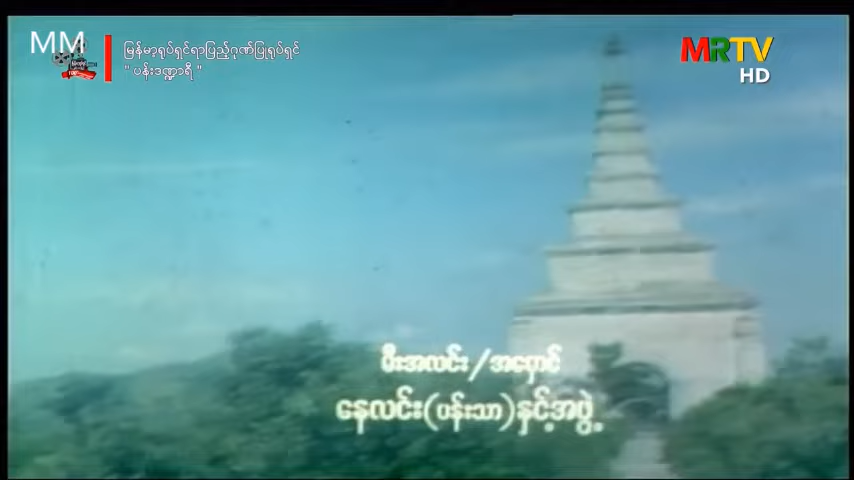 MM
မြန်မာ့ရုပ်ရှင်ရာပြည့်ဂုဏ်ပြုရုပ်ရှင်
" ပန်းဒဏ္ဍာရီ "
MRTV
HD
မီးအလင်း/အမှောင်
နေလင်း(ပန်းသာ)နှင့်အဖွဲ့